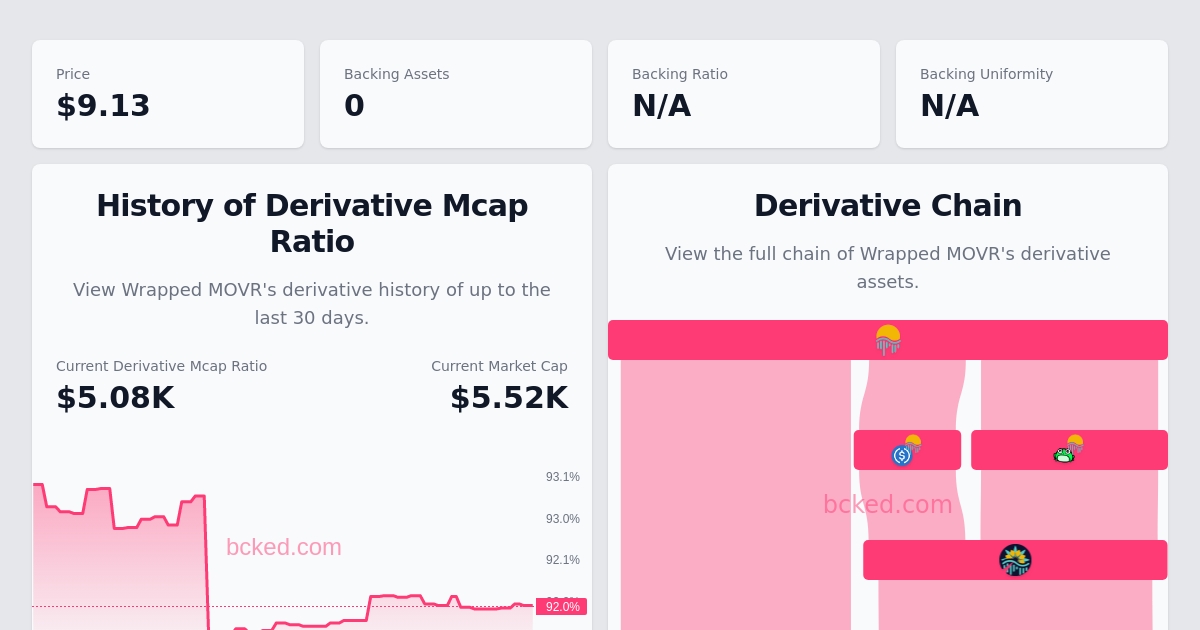 Price
$9.13
Backing Assets
0
Backing Ratio
N/A
Backing Uniformity
N/A
History of Derivative Mcap
Ratio
View Wrapped MOVR's derivative history of up to the
last 30 days.
Current Derivative Mcap Ratio
$5.08K
Current Market Cap
$5.52K
93.1%
93.0%
92.1%
92.0%
bcked.com
Derivative Chain
View the full chain of Wrapped MOVR's derivative
assets.
bcked.com